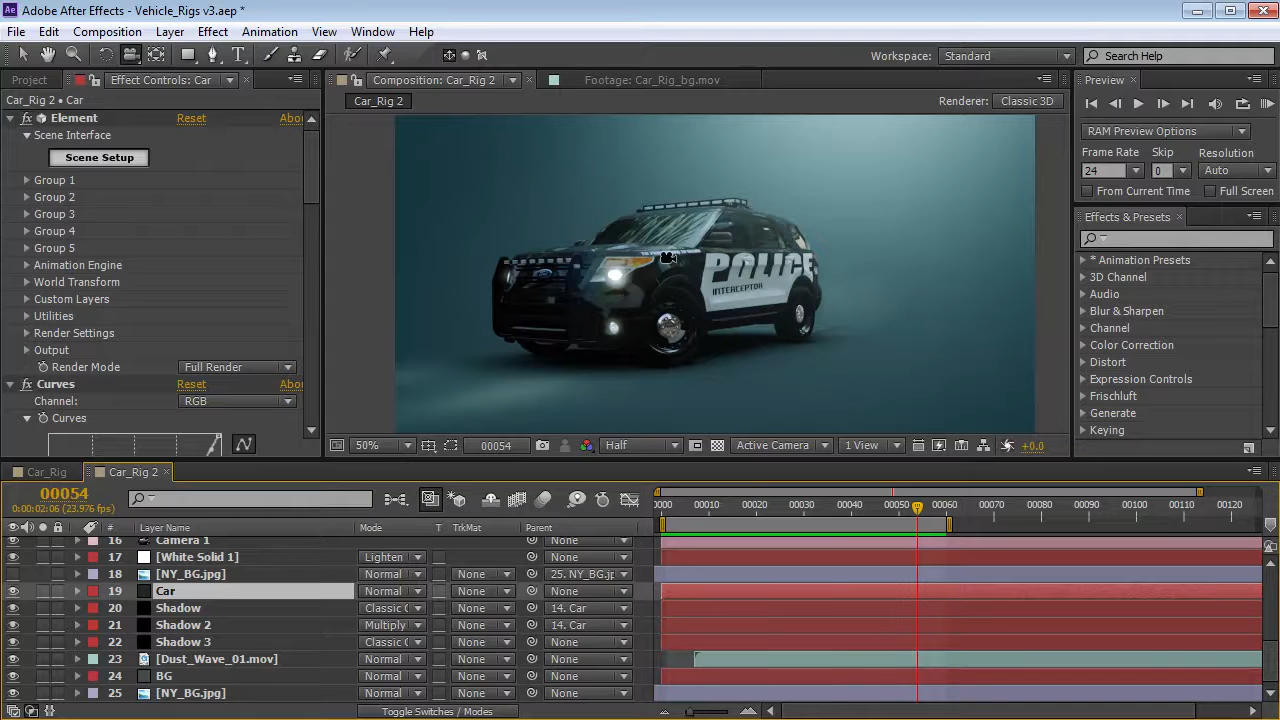 Adobe After Effects - Vehicle_Rigs v3.aep *
File Edit Composition Layer Effect Animation View Window Help
Workspace: Standard Search Help
Project Effect Controls: Car Composition: Car_Rig 2 Footage: Car_Rig_bg.mov Preview
Car_Rig 2 • Car
Car_Rig 2 Renderer: Classic 3D
Element Reset Abou
Scene Interface
Scene Setup
Group 1
Group 2
Group 3
Group 4
Group 5
Animation Engine
World Transform
Custom Layers
Utilities
Render Settings
Output
Render Mode Full Render
Curves Reset Abou
Channel: RGB
Curves
POLICE
INTERCEPTOR
50% 00054 Half Active Camera 1 View +0.0
RAM Preview Options
Frame Rate Skip Resolution
24 0 Auto
From Current Time Full Screen
Effects & Presets
* Animation Presets
3D Channel
Audio
Blur & Sharpen
Channel
Color Correction
Distort
Expression Controls
Frischluft
Generate
Keying
Car_Rig Car_Rig 2
00054
0:00:02:06 (23.976 fps)
0000 00010 00020 00030 00040 00050 00060 00070 00080 00090 00100 00110 00120
# Layer Name Mode T TrkMat Parent
16 Camera 1 None
17 [White Solid 1] Lighten None
18 [NY_BG.jpg] Normal None 25. NY_BG.jp
19 Car Normal None None
20 Shadow Classic C None 14. Car
21 Shadow 2 Multiply None 14. Car
22 Shadow 3 Classic C None None
23 [Dust_Wave_01.mov] Normal None None
24 BG Normal None None
25 [NY_BG.jpg] Normal None None
Toggle Switches / Modes